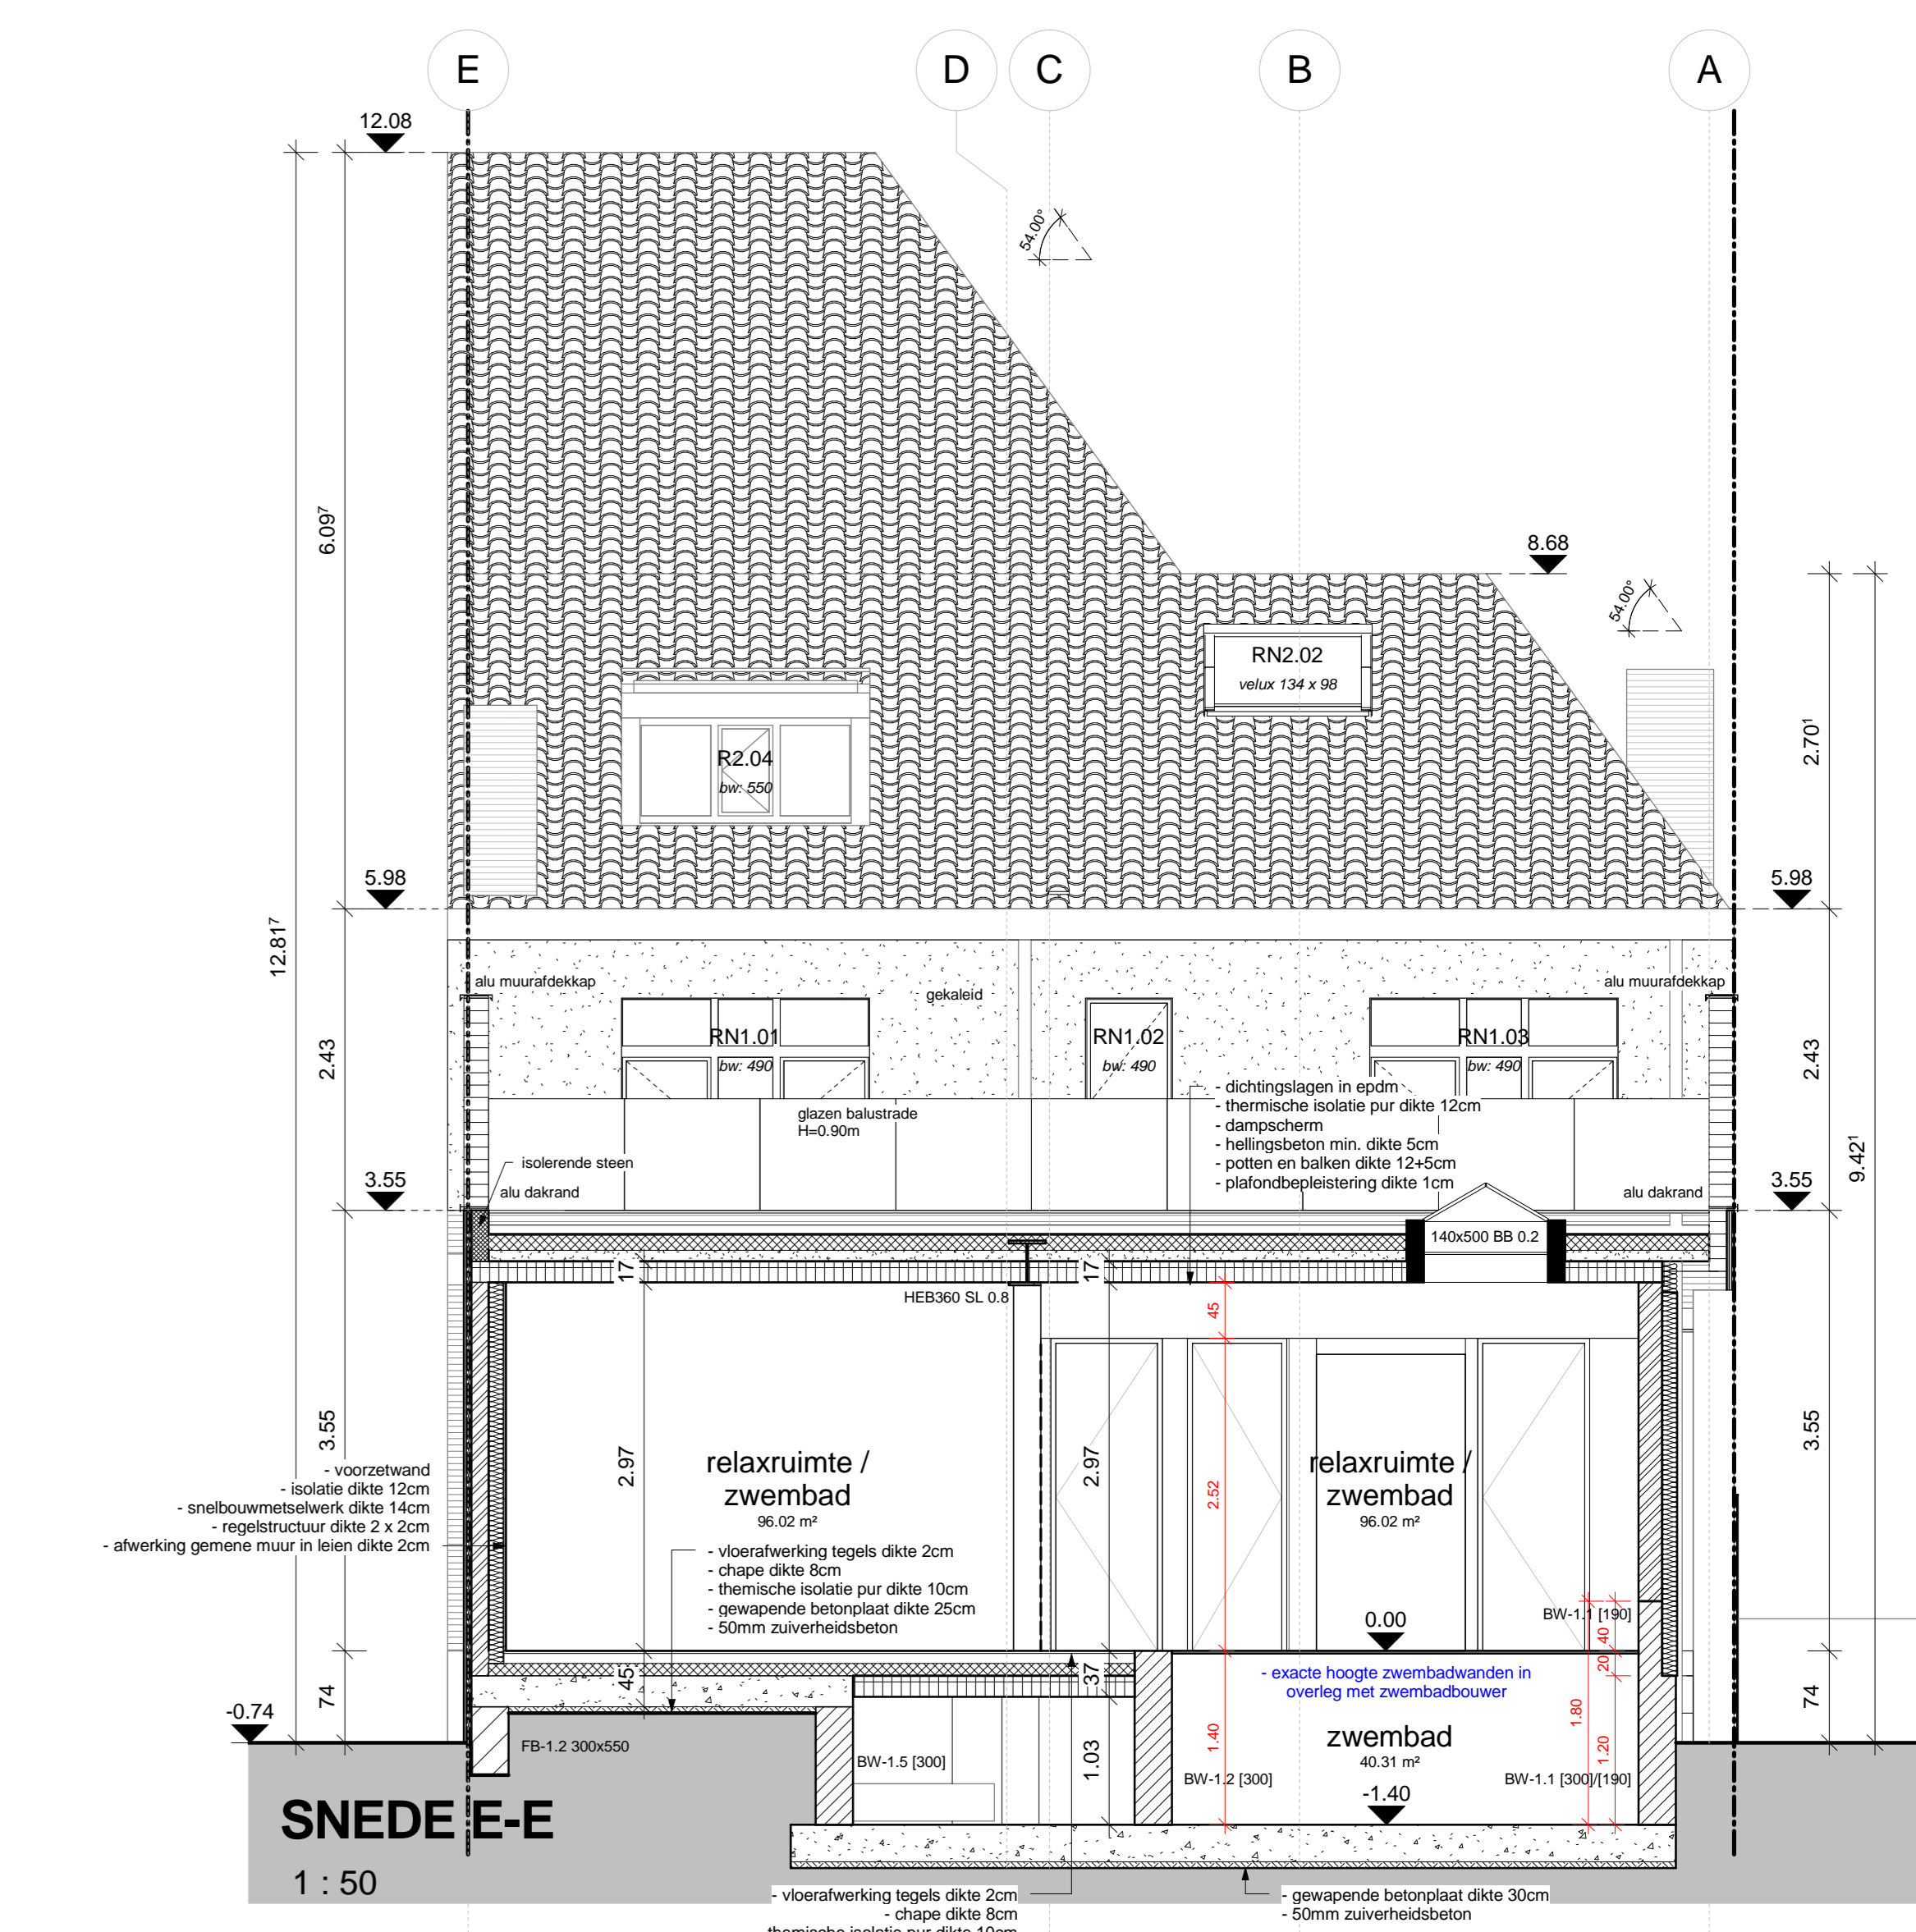 E
D
C
B
A
12.08
54.00°
8.68
54.00°
6.09⁷
RN2.02
velux 134 x 98
2.70¹
R2.04
bw: 550
5.98
5.98
12.81⁷
alu muurafdekkap
gekaleid
alu muurafdekkap
RN1.01
bw: 490
RN1.02
bw: 490
RN1.03
bw: 490
2.43
2.43
glazen balustrade
H=0.90m
- dichtingslagen in epdm
- thermische isolatie pur dikte 12cm
- dampscherm
- hellingsbeton min. dikte 5cm
- potten en balken dikte 12+5cm
- plafondbepleistering dikte 1cm
9.42¹
isolerende steen
3.55
alu dakrand
alu dakrand
3.55
140x500 BB 0.2
17
17
HEB360 SL 0.8
45
3.55
2.97
2.97
2.52
3.55
relaxruimte /
zwembad
96.02 m²
relaxruimte /
zwembad
96.02 m²
- voorzetwand
- isolatie dikte 12cm
- snelbouwmetselwerk dikte 14cm
- regelstructuur dikte 2 x 2cm
- afwerking gemene muur in leien dikte 2cm
- vloerafwerking tegels dikte 2cm
- chape dikte 8cm
- themische isolatie pur dikte 10cm
- gewapende betonplaat dikte 25cm
- 50mm zuiverheidsbeton
0.00
BW-1.1 [190]
40
20
- exacte hoogte zwembadwanden in
overleg met zwembadbouwer
45
37
74
74
-0.74
1.80
1.40
1.20
1.03
FB-1.2 300x550
BW-1.5 [300]
zwembad
40.31 m²
BW-1.2 [300]
BW-1.1 [300]/[190]
-1.40
SNEDE E-E
1 : 50
- vloerafwerking tegels dikte 2cm
- chape dikte 8cm
themische isolatie pur dikte 10cm
- gewapende betonplaat dikte 30cm
- 50mm zuiverheidsbeton